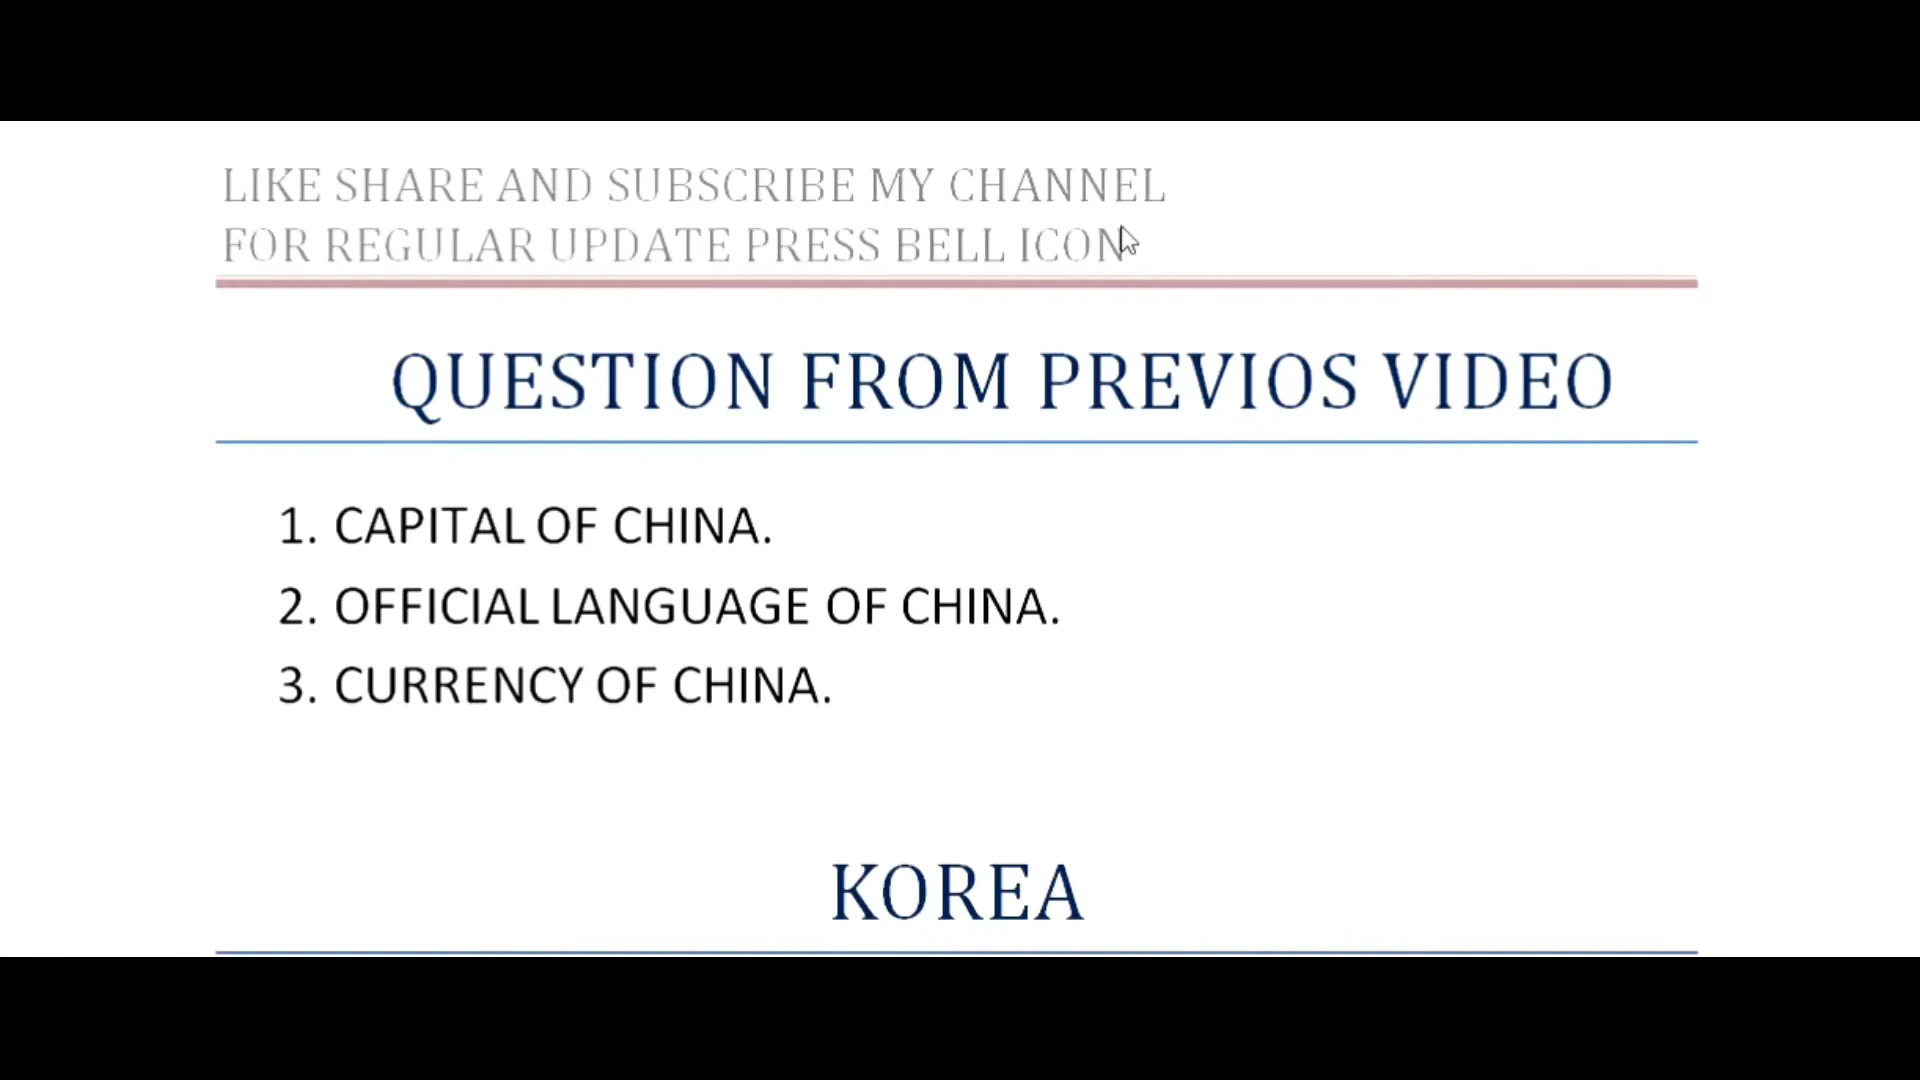 LIKE SHARE AND SUBSCRIBE MY CHANNEL
FOR REGULAR UPDATE PRESS BELL ICON
QUESTION FROM PREVIOS VIDEO
1. CAPITAL OF CHINA.
2. OFFICIAL LANGUAGE OF CHINA.
3. CURRENCY OF CHINA.
KOREA